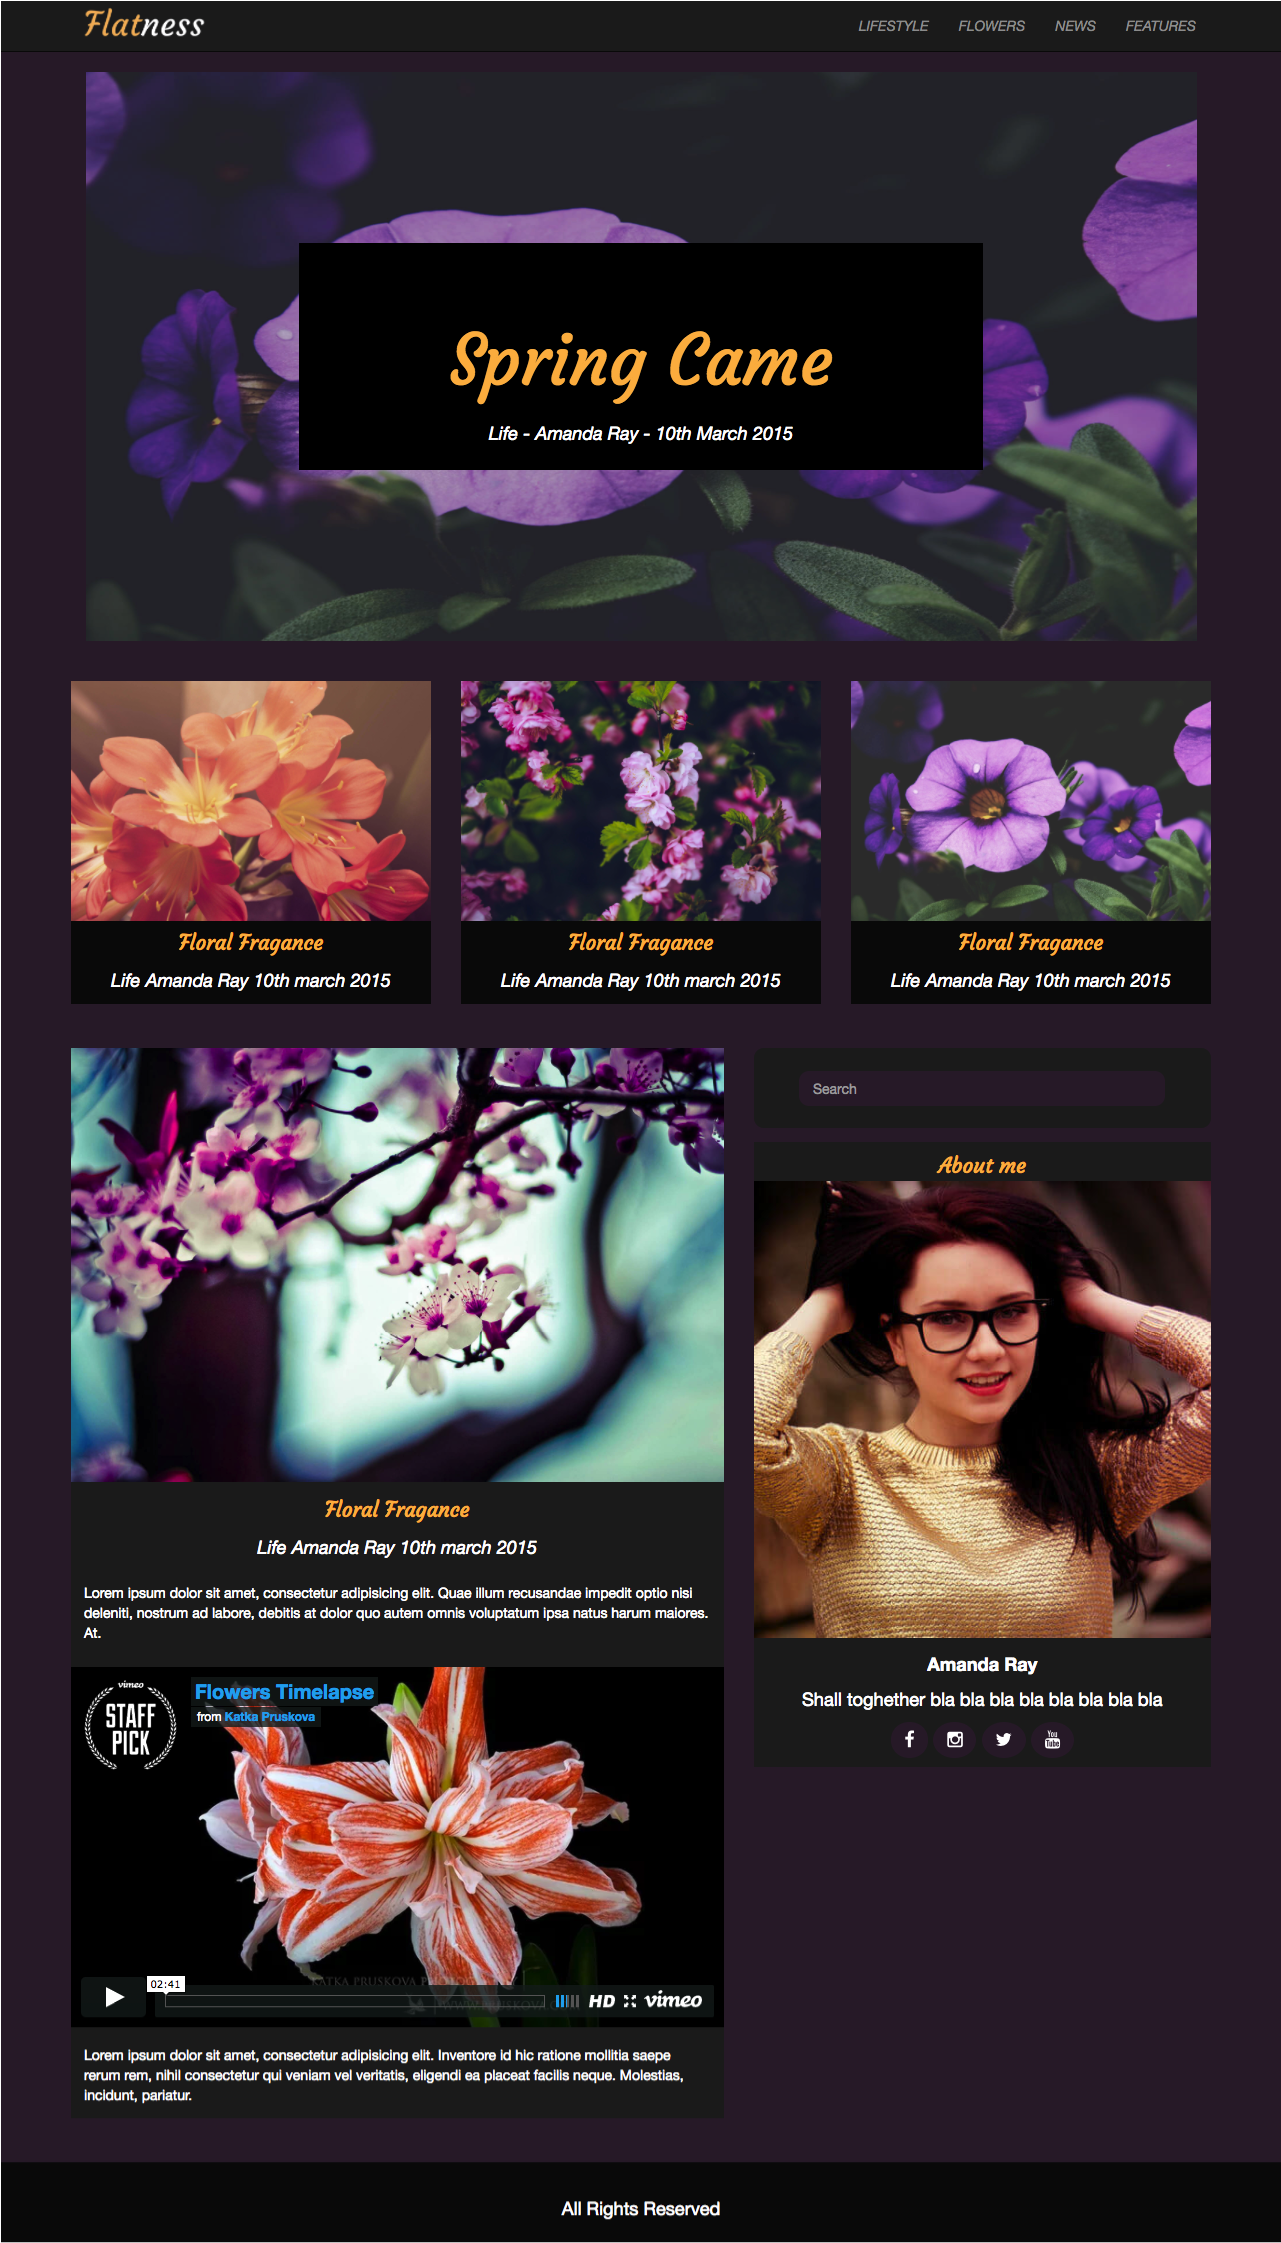 Flatness
LIFESTYLE FLOWERS NEWS FEATURES
Spring Came
Life - Amanda Ray - 10th March 2015
Floral Fragance
Life Amanda Ray 10th march 2015
Floral Fragance
Life Amanda Ray 10th march 2015
Floral Fragance
Life Amanda Ray 10th march 2015
Floral Fragance
Life Amanda Ray 10th march 2015
Lorem ipsum dolor sit amet, consectetur adipisicing elit. Quae illum recusandae impedit optio nisi
deleniti, nostrum ad labore, debitis at dolor quo autem omnis voluptatum ipsa natus harum maiores.
At.
vimeo
STAFF
PICK
Flowers Timelapse
from Katka Pruskova
KATKA PRUSKOVA
02:41
HD vimeo
Lorem ipsum dolor sit amet, consectetur adipisicing elit. Inventore id hic ratione mollitia saepe
rerum rem, nihil consectetur qui veniam vel veritatis, eligendi ea placeat facilis neque. Molestias,
incidunt, pariatur.
Search
About me
Amanda Ray
Shall toghether bla bla bla bla bla bla bla bla
You
Tube
All Rights Reserved